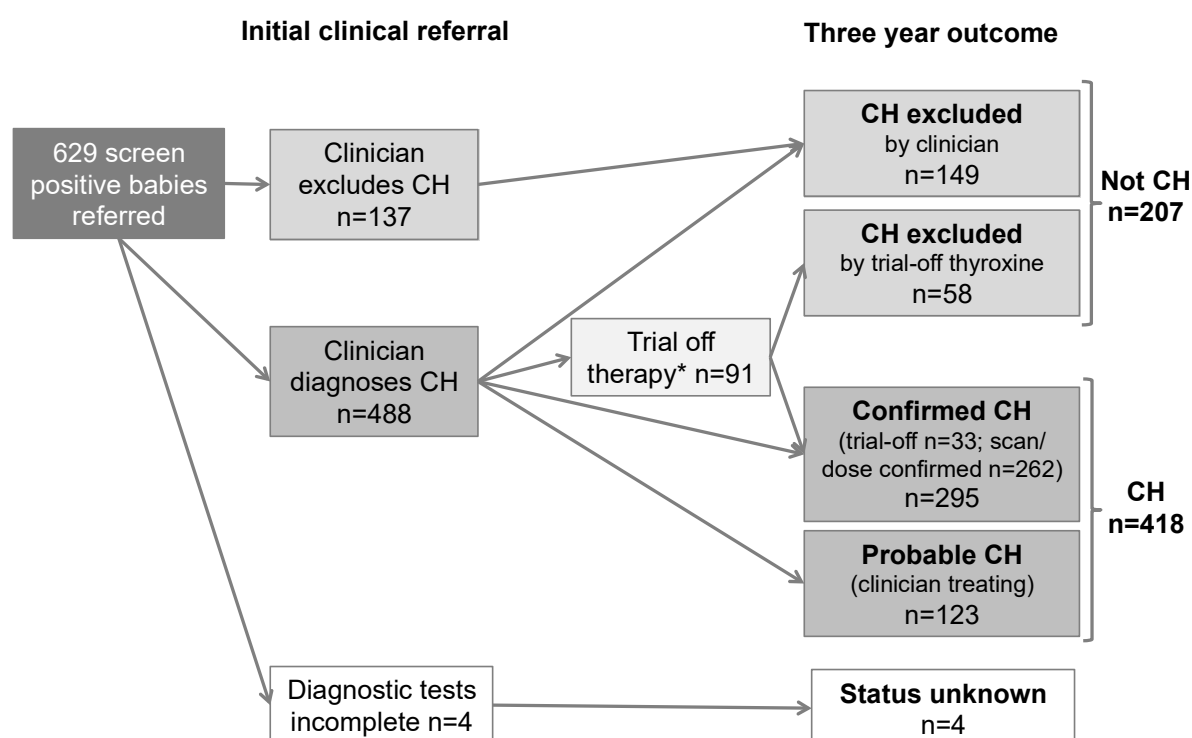 Initial clinical referral
Three year outcome
629 screen
positive babies
referred
Clinician
excludes CH
n=137
CH excluded
by clinician
n=149
Not CH
n=207
CH excluded
by trial-off thyroxine
n=58
Clinician
diagnoses CH
n=488
Trial off
therapy* n=91
Confirmed CH
(trial-off n=33; scan/
dose confirmed n=262)
n=295
CH
n=418
Probable CH
(clinician treating)
n=123
Diagnostic tests
incomplete n=4
Status unknown
n=4